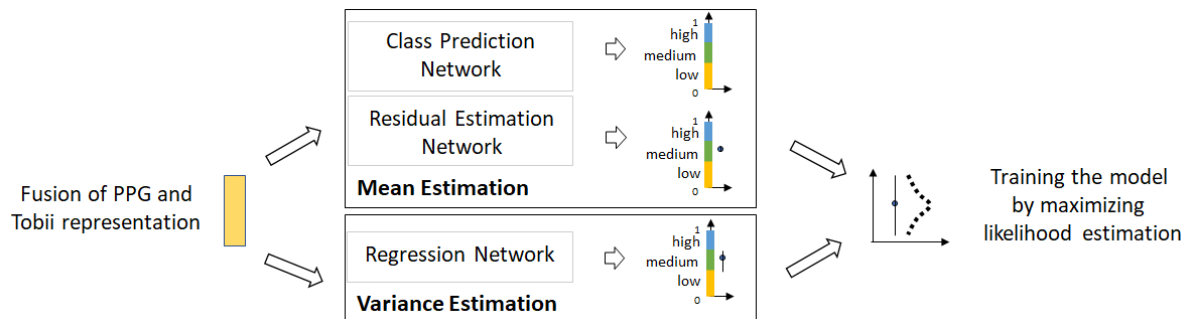 Fusion of PPG and
Tobii representation
Class Prediction
Network
1
high
medium
low
0
Residual Estimation
Network
1
high
medium
low
0
Mean Estimation
Regression Network
1
high
medium
low
0
Variance Estimation
Training the model
by maximizing
likelihood estimation